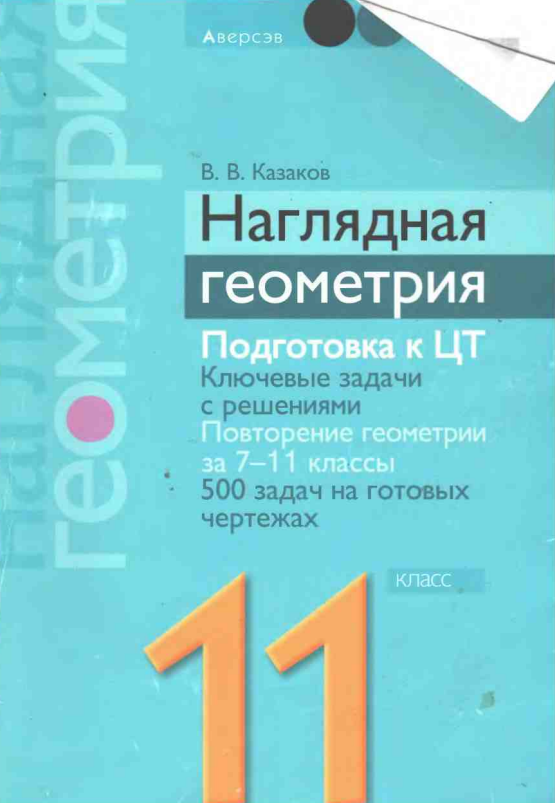 Аверсэв
В. В. Казаков
Наглядная
геометрия
Подготовка к ЦТ
Ключевые задачи
с решениями
Повторение геометрии
за 7–11 классы
500 задач на готовых
чертежах
класс
11
геометрия
наглядная